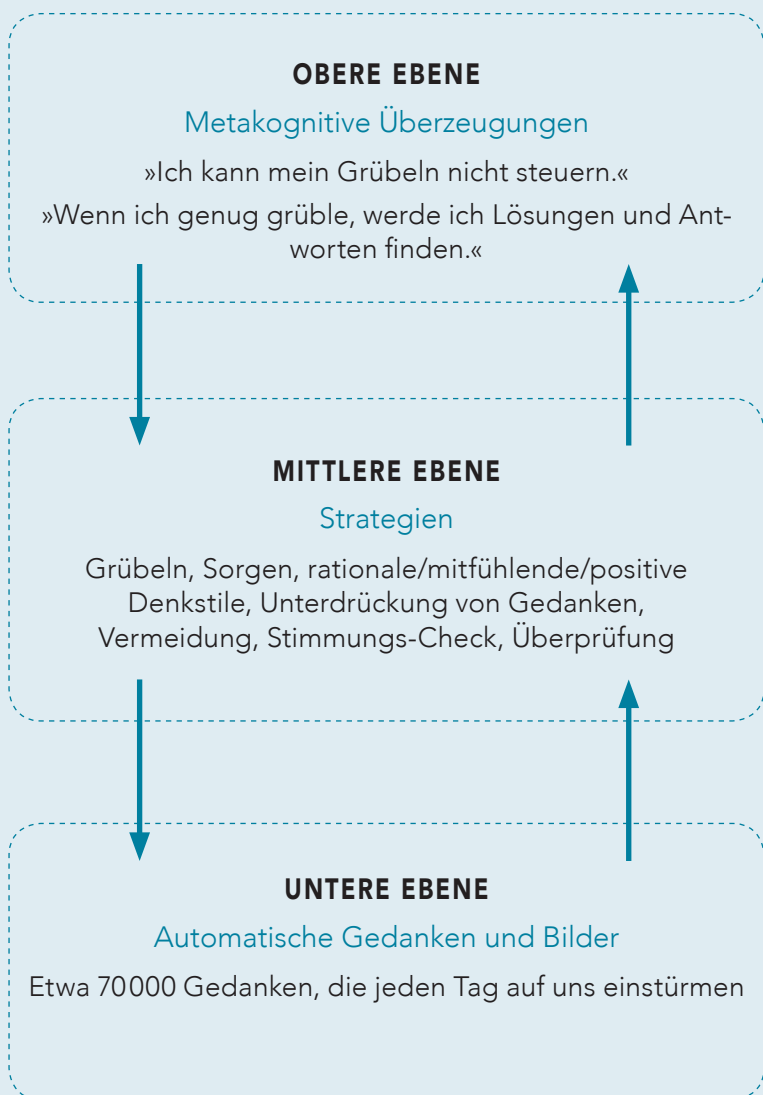 OBERE EBENE
Metakognitive Überzeugungen
»Ich kann mein Grübeln nicht steuern.«
»Wenn ich genug grüble, werde ich Lösungen und Ant-
worten finden.«
MITTLERE EBENE
Strategien
Grübeln, Sorgen, rationale/mitfühlende/positive
Denkstile, Unterdrückung von Gedanken,
Vermeidung, Stimmungs-Check, Überprüfung
UNTERE EBENE
Automatische Gedanken und Bilder
Etwa 70 000 Gedanken, die jeden Tag auf uns einstürmen